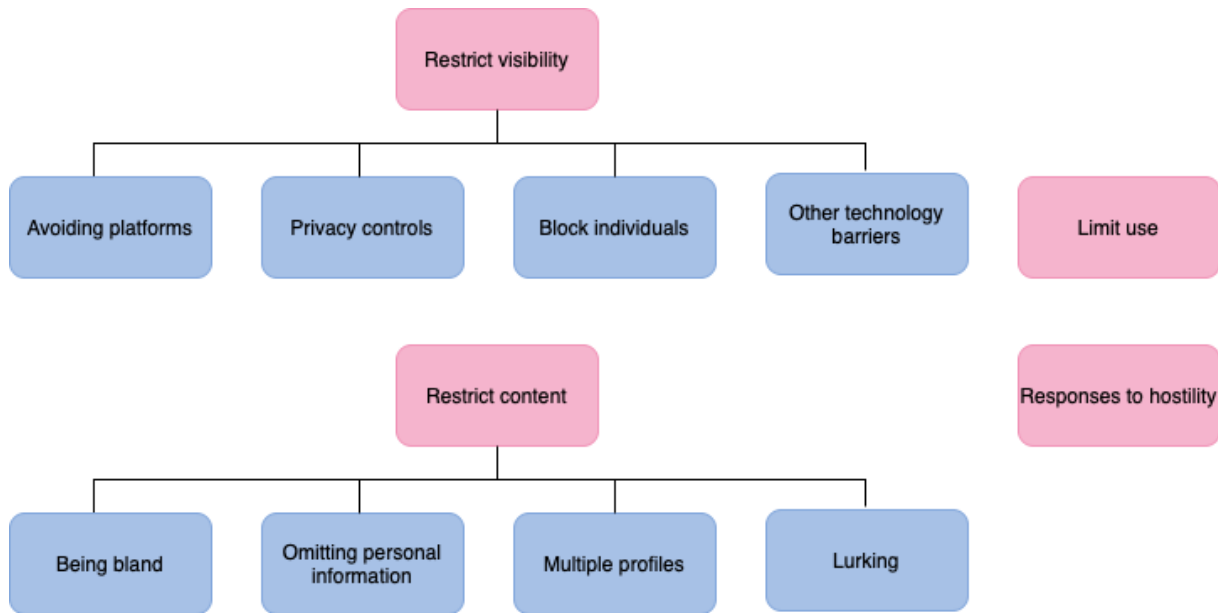 Restrict visibility
Avoiding platforms
Privacy controls
Block individuals
Other technology
barriers
Limit use
Restrict content
Responses to hostility
Being bland
Omitting personal
information
Multiple profiles
Lurking